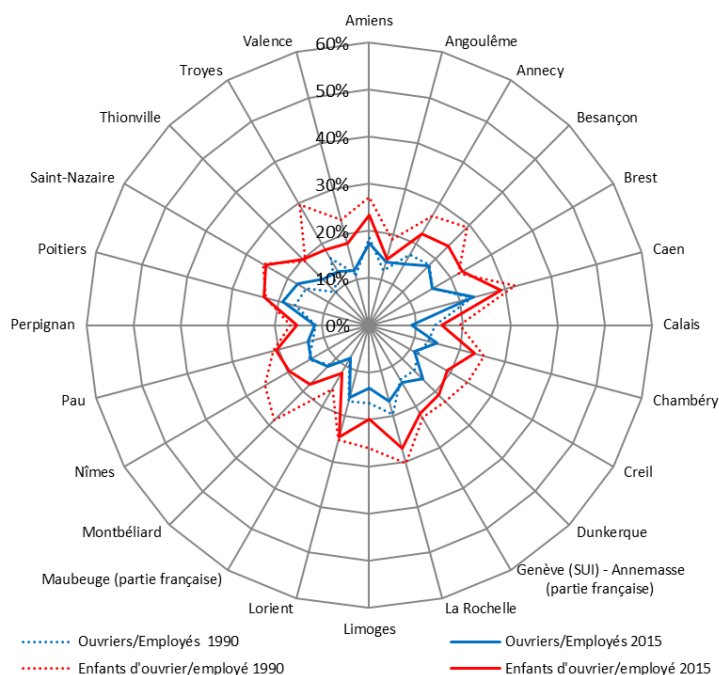 Amiens
Valence
60%
Angoulême
Troyes
Annecy
50%
Thionville
Besançon
40%
Saint-Nazaire
30%
Brest
20%
Poitiers
Caen
10%
Perpignan
0%
Calais
Pau
Chambéry
Nîmes
Creil
Montbéliard
Dunkerque
Maubeuge (partie française)
Genève (SUI) - Annemasse
(partie française)
Lorient
La Rochelle
Limoges
Ouvriers/Employés 1990
Ouvriers/Employés 2015
Enfants d'ouvrier/employé 1990
Enfants d'ouvrier/employé 2015